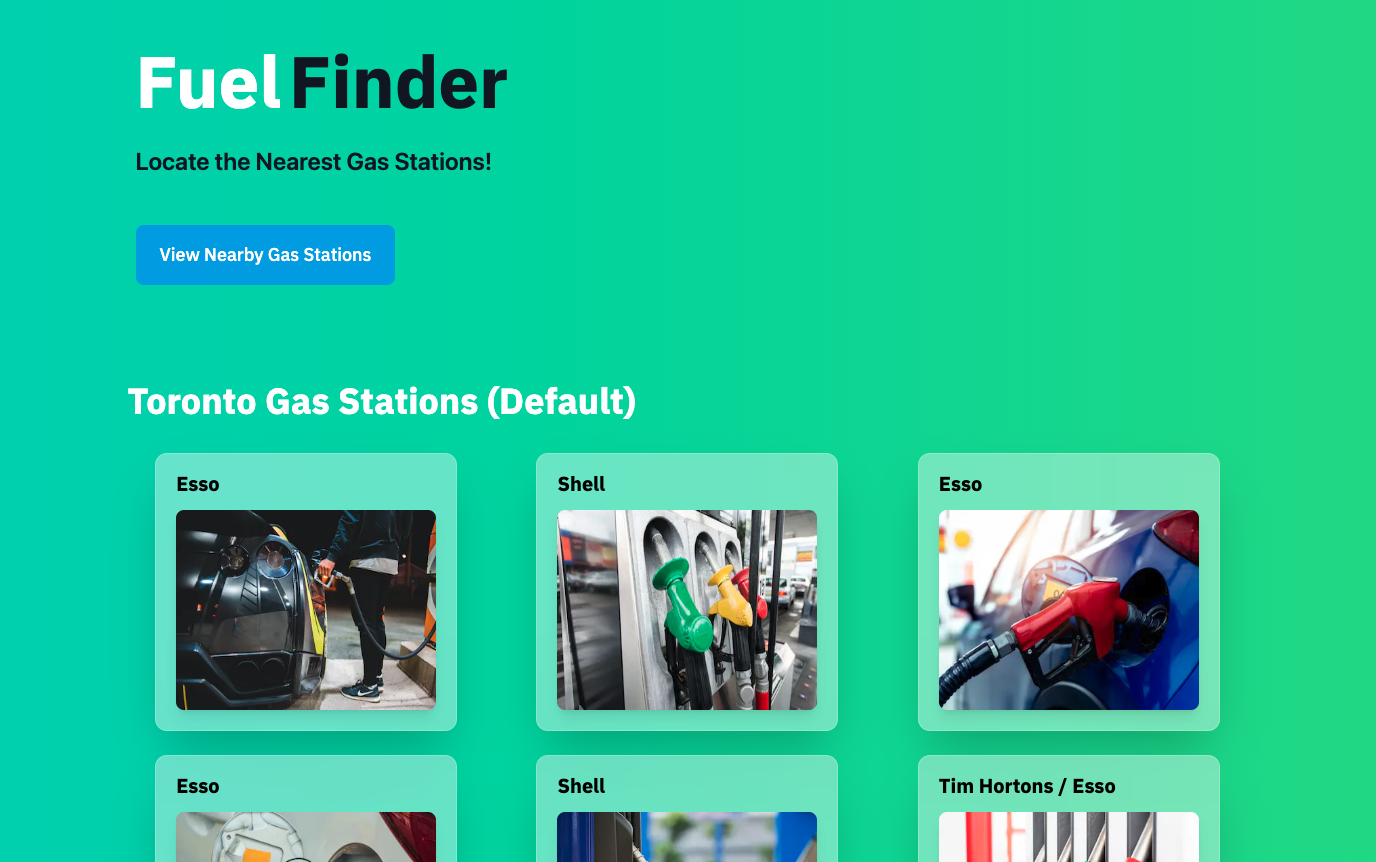 Fuel Finder
Locate the Nearest Gas Stations!
View Nearby Gas Stations
Toronto Gas Stations (Default)
Esso
Shell
Esso
Esso
Shell
Tim Hortons / Esso